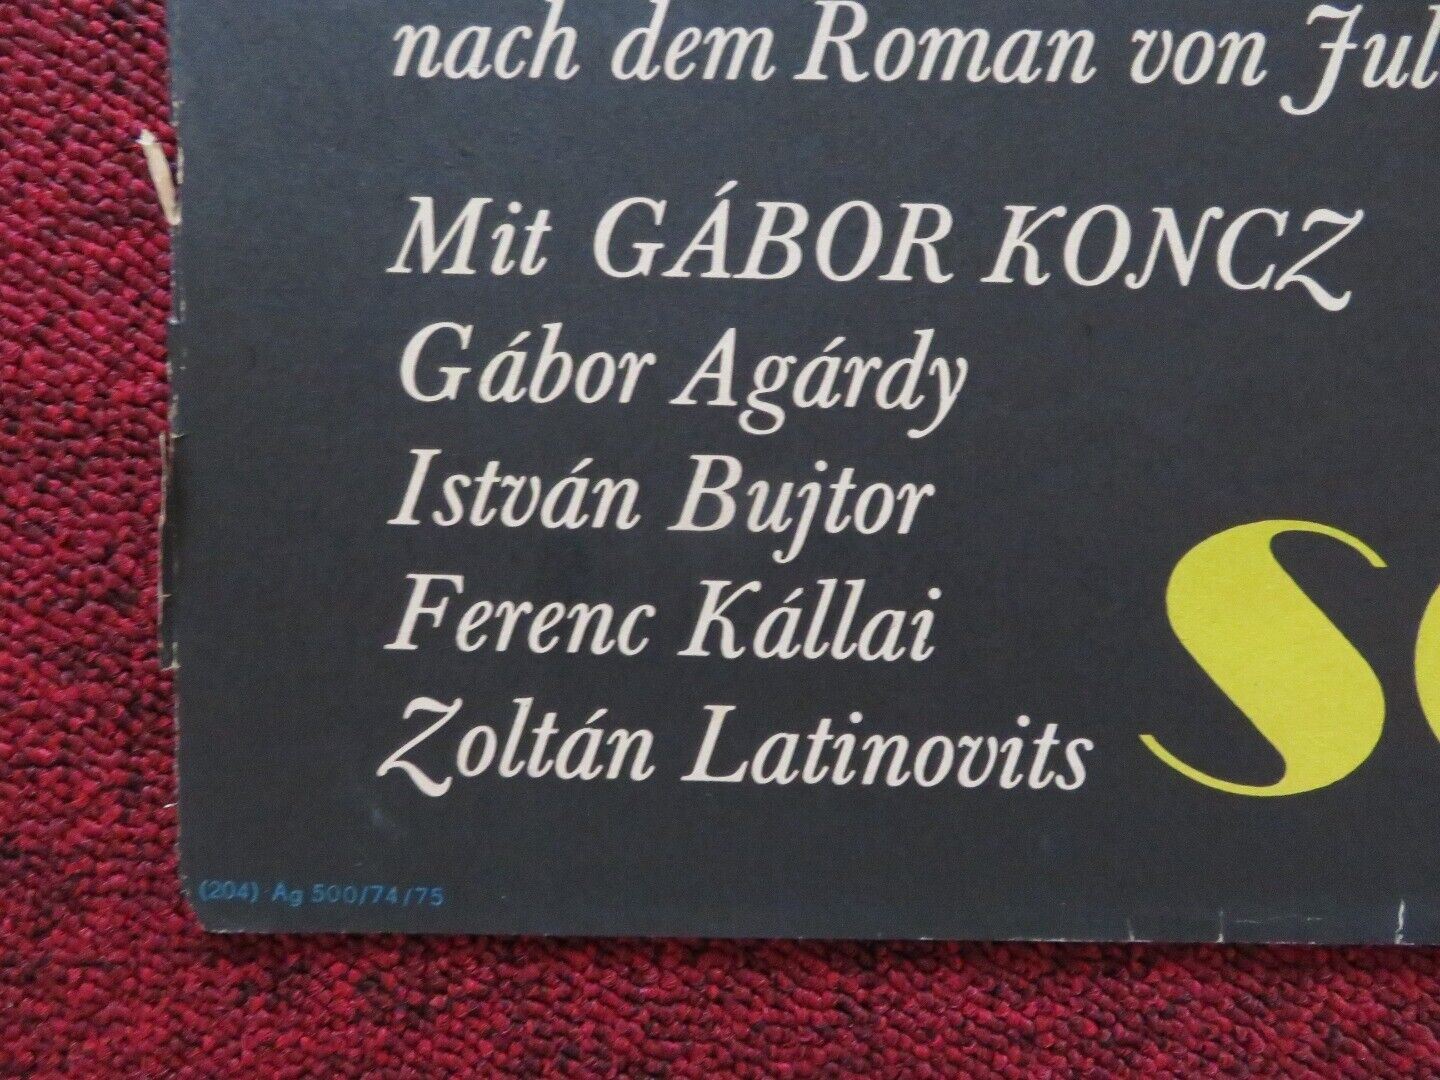 nach dem Roman von Jul
Mit GÁBOR KONCZ
Gábor Agárdy
István Bujtor
Ferenc Kállai
Zoltán Latinovits
S
(204) Ag 500/74/75